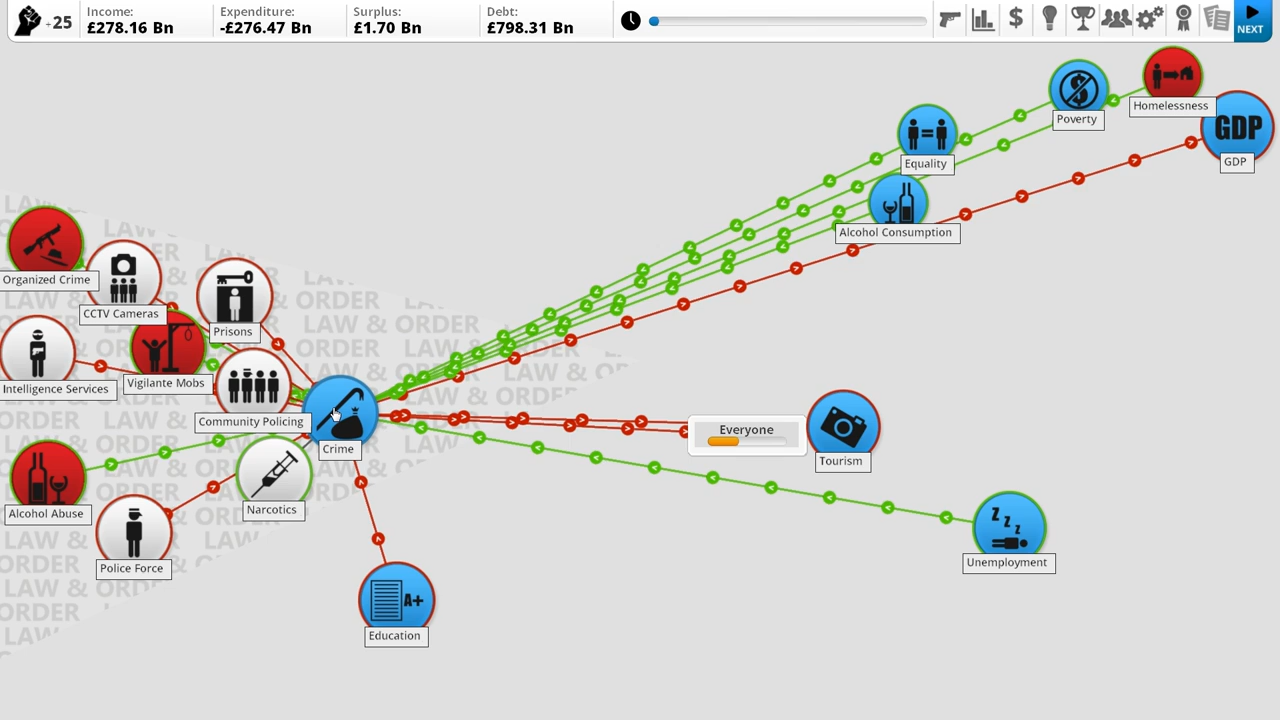 +25
Income:
£278.16 Bn
Expenditure:
-£276.47 Bn
Surplus:
£1.70 Bn
Debt:
£798.31 Bn
$
NEXT
Homelessness
$
Poverty
GDP
GDP
Equality
Alcohol Consumption
Organized Crime
CCTV Cameras
Prisons
LAW & ORDER
Intelligence Services
Vigilante Mobs
Community Policing
Crime
Everyone
Tourism
Alcohol Abuse
Narcotics
Police Force
Z Z Z
Unemployment
A+
Education